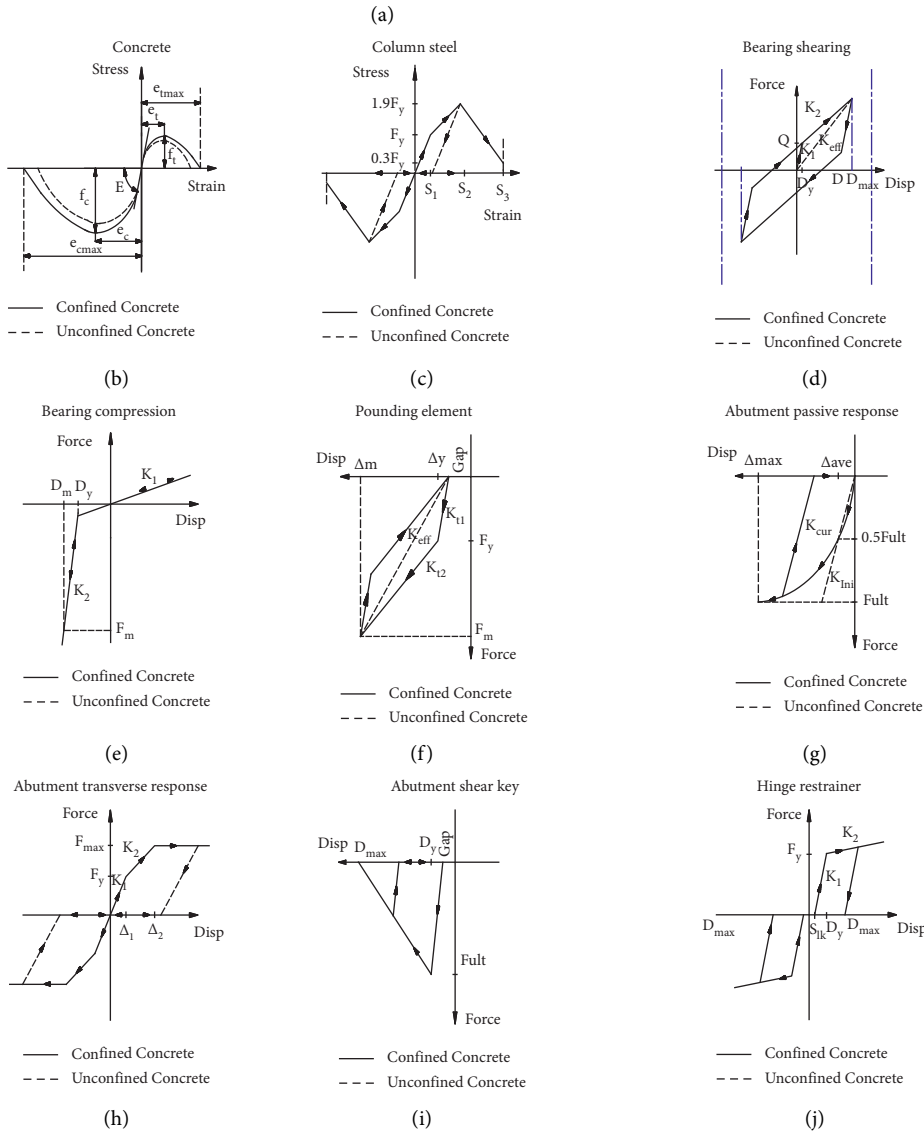 (a)
Concrete
Stress
e_tmax
e_t
f_t
E
Strain
f_c
e_c
e_cmax
Confined Concrete
Unconfined Concrete
(b)
Column steel
Stress
1.9F_y
F_y
0.3F_y
S_1 S_2 S_3
Strain
Confined Concrete
Unconfined Concrete
(c)
Bearing shearing
Force
K_2
Q
K_1 K_eff
D_y D D_max Disp
Confined Concrete
Unconfined Concrete
(d)
Bearing compression
Force
D_m D_y K_1
Disp
K_2
F_m
Confined Concrete
Unconfined Concrete
(e)
Pounding element
Disp Δm Δy Gap
K_t1
K_eff
F_y
K_t2
F_m
Force
Confined Concrete
Unconfined Concrete
(f)
Abutment passive response
Disp Δmax Δave
K_cur
0.5Fult
K_Ini
Fult
Force
Confined Concrete
Unconfined Concrete
(g)
Abutment transverse response
Force
F_max K_2
F_y K_1
Δ_1 Δ_2 Disp
Confined Concrete
Unconfined Concrete
(h)
Abutment shear key
Disp D_max D_y Gap
Fult
Force
Confined Concrete
Unconfined Concrete
(i)
Hinge restrainer
Force
K_2
F_y
K_1
D_max S_lk D_y D_max Disp
Confined Concrete
Unconfined Concrete
(j)